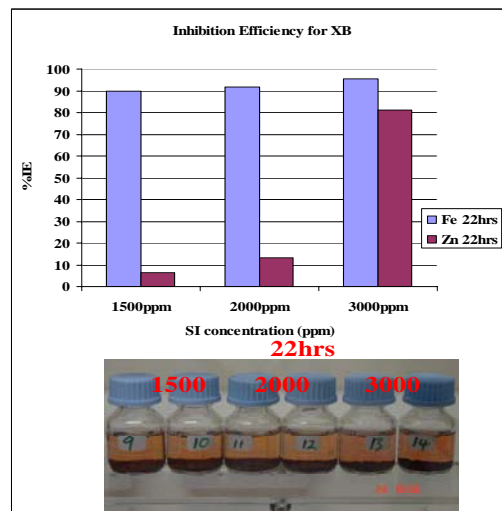 Inhibition Efficiency for XB
100
90
80
70
60
50
40
30
20
10
0
%IE
1500ppm 2000ppm 3000ppm
SI concentration (ppm)
Fe 22hrs
Zn 22hrs
22hrs
1500 2000 3000
9 10 11 12 13 14